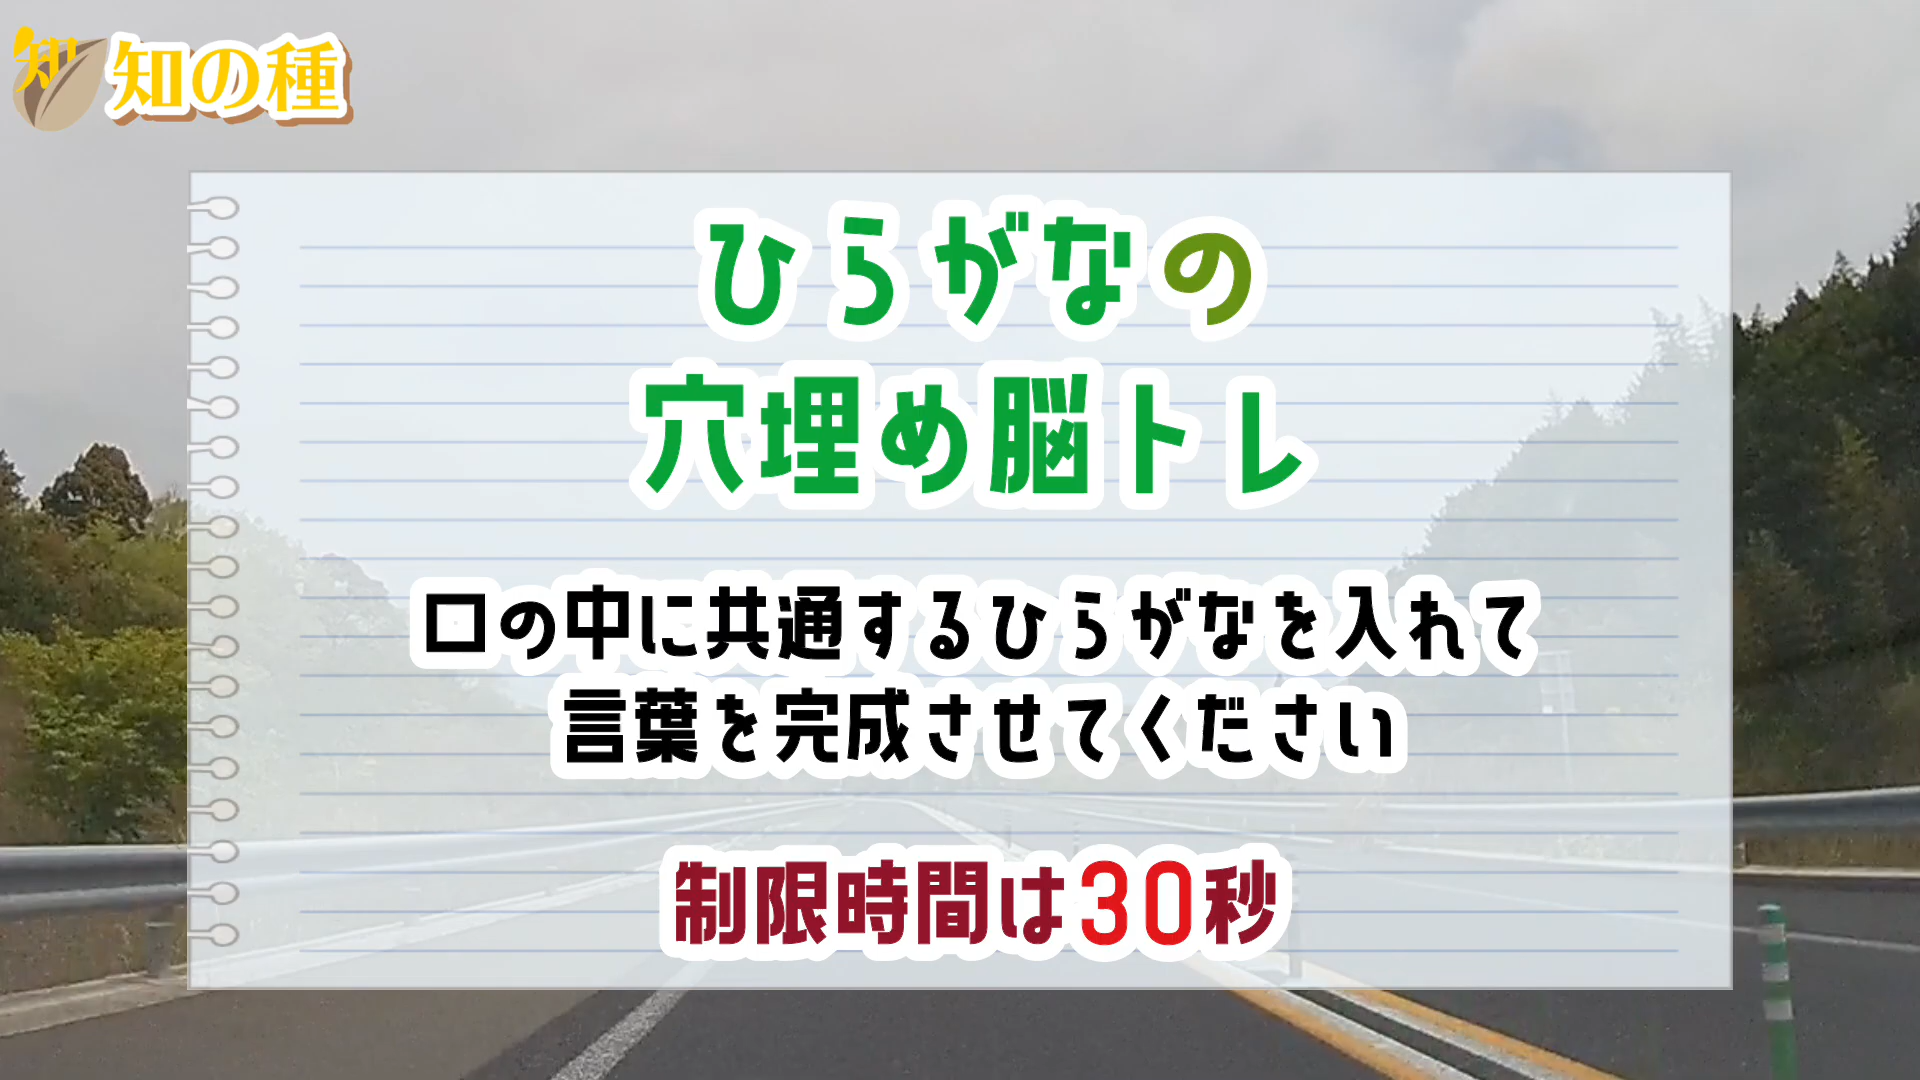 知 知の種
ひらがなの
穴埋め脳トレ
□の中に共通するひらがなを入れて
言葉を完成させてください
制限時間は30秒